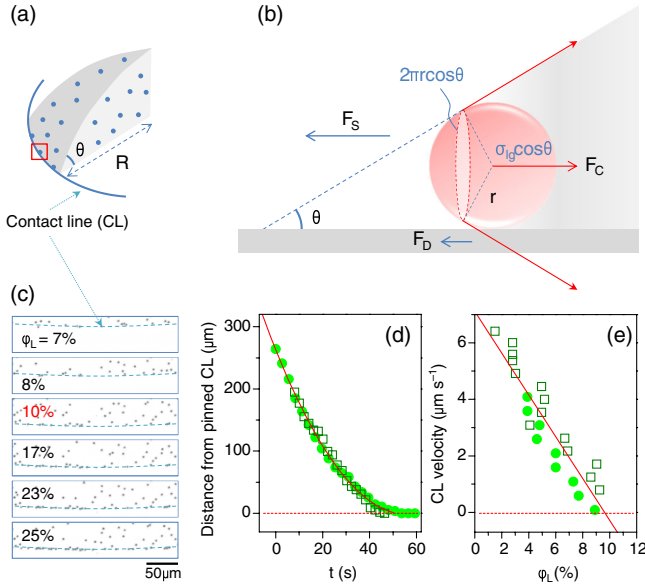 (a)
θ
R
Contact line (CL)
(b)
2πrcosθ
F_S
σ_lg cosθ
F_C
r
θ
F_D
(c)
φ_L = 7%
8%
10%
17%
23%
25%
50μm
(d)
Distance from pinned CL (μm)
300
200
100
0
0 20 40 60
t (s)
(e)
CL velocity (μm s⁻¹)
6
4
2
0
0 2 4 6 8 10 12
φ_L(%)